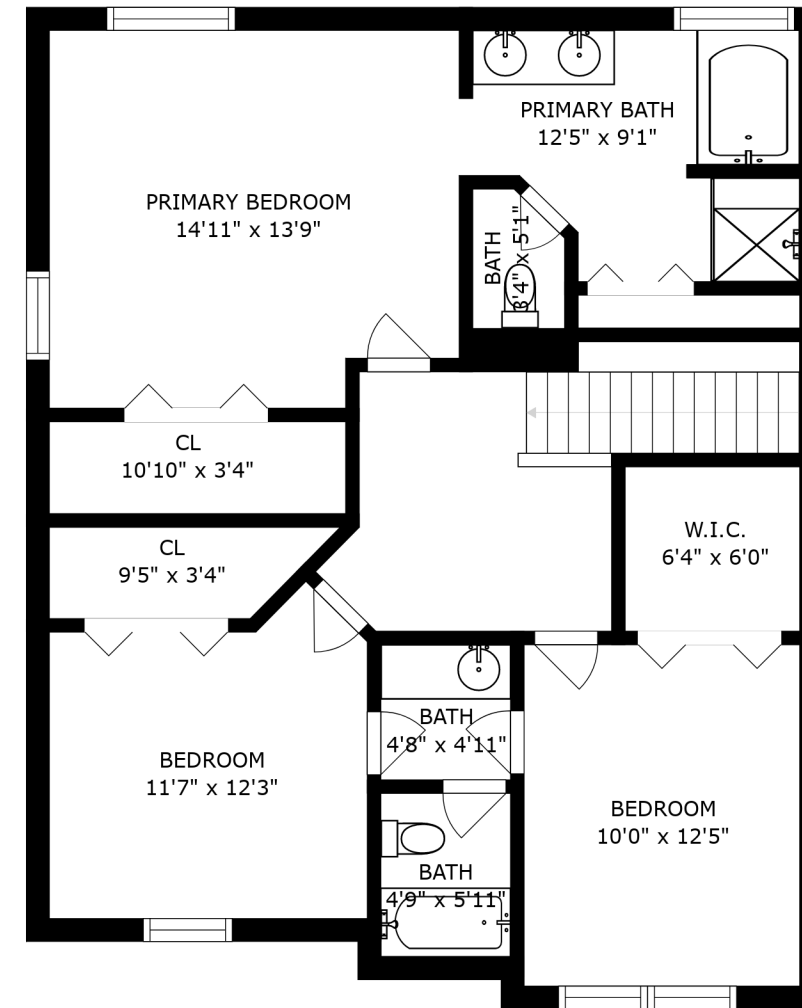 PRIMARY BATH
12'5" x 9'1"
PRIMARY BEDROOM
14'11" x 13'9"
BATH
3'4" x 5'1"
CL
10'10" x 3'4"
CL
9'5" x 3'4"
W.I.C.
6'4" x 6'0"
BATH
4'8" x 4'11"
BEDROOM
11'7" x 12'3"
BEDROOM
10'0" x 12'5"
BATH
4'9" x 5'11"